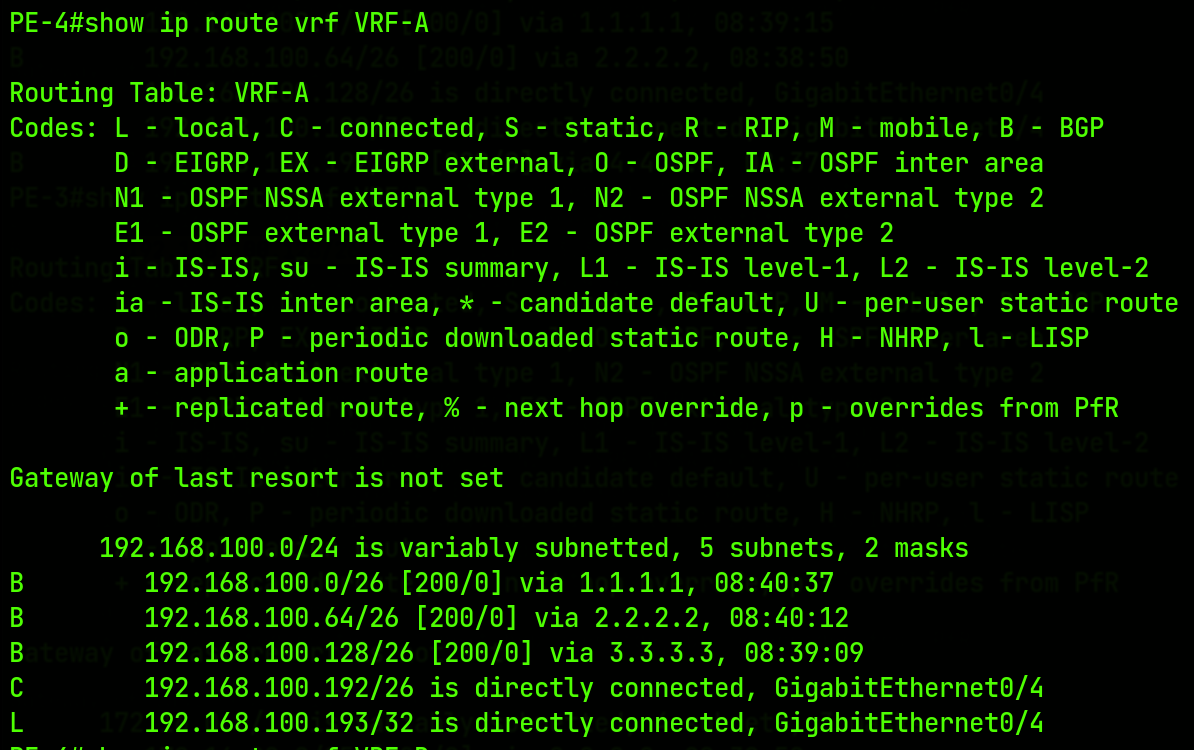 PE-4#show ip route vrf VRF-A
Routing Table: VRF-A
Codes: L - local, C - connected, S - static, R - RIP, M - mobile, B - BGP
       D - EIGRP, EX - EIGRP external, O - OSPF, IA - OSPF inter area
       N1 - OSPF NSSA external type 1, N2 - OSPF NSSA external type 2
       E1 - OSPF external type 1, E2 - OSPF external type 2
       i - IS-IS, su - IS-IS summary, L1 - IS-IS level-1, L2 - IS-IS level-2
       ia - IS-IS inter area, * - candidate default, U - per-user static route
       o - ODR, P - periodic downloaded static route, H - NHRP, l - LISP
       a - application route
       + - replicated route, % - next hop override, p - overrides from PfR
Gateway of last resort is not set
      192.168.100.0/24 is variably subnetted, 5 subnets, 2 masks
B        192.168.100.0/26 [200/0] via 1.1.1.1, 08:40:37
B        192.168.100.64/26 [200/0] via 2.2.2.2, 08:40:12
B        192.168.100.128/26 [200/0] via 3.3.3.3, 08:39:09
C        192.168.100.192/26 is directly connected, GigabitEthernet0/4
L        192.168.100.193/32 is directly connected, GigabitEthernet0/4